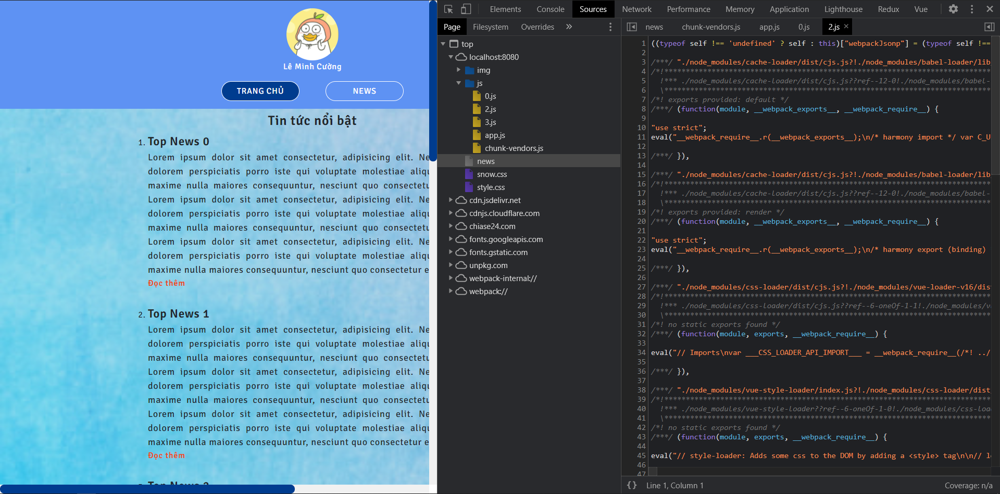 Lê Minh Cường
TRANG CHỦ
NEWS
Tin tức nổi bật
1. Top News 0
Lorem ipsum dolor sit amet consectetur, adipisicing elit. Ne
dolorem perspiciatis porro iste qui voluptate molestiae aliqu
maxime nulla maiores consequuntur, nesciunt quo consectetu
Lorem ipsum dolor sit amet consectetur, adipisicing elit. Ne
dolorem perspiciatis porro iste qui voluptate molestiae aliqu
maxime nulla maiores consequuntur, nesciunt quo consectetu
Lorem ipsum dolor sit amet consectetur, adipisicing elit. Ne
dolorem perspiciatis porro iste qui voluptate molestiae aliqu
maxime nulla maiores consequuntur, nesciunt quo consectetur e
Đọc thêm
2. Top News 1
Lorem ipsum dolor sit amet consectetur, adipisicing elit. Ne
dolorem perspiciatis porro iste qui voluptate molestiae aliqu
maxime nulla maiores consequuntur, nesciunt quo consectetu
Lorem ipsum dolor sit amet consectetur, adipisicing elit. Ne
dolorem perspiciatis porro iste qui voluptate molestiae aliqu
maxime nulla maiores consequuntur, nesciunt quo consectetu
Lorem ipsum dolor sit amet consectetur, adipisicing elit. Ne
dolorem perspiciatis porro iste qui voluptate molestiae aliqu
maxime nulla maiores consequuntur, nesciunt quo consectetur e
Đọc thêm
Top News
Elements Console Sources Network Performance Memory Application Lighthouse Redux Vue
Page Filesystem Overrides »
top
localhost:8080
img
js
0.js
2.js
3.js
app.js
chunk-vendors.js
news
snow.css
style.css
cdn.jsdelivr.net
cdnjs.cloudflare.com
chiase24.com
fonts.googleapis.com
fonts.gstatic.com
unpkg.com
webpack-internal://
webpack://
news chunk-vendors.js app.js 0.js 2.js ×
1 ((typeof self !== 'undefined' ? self : this)["webpackJsonp"] = (typeof self !==
2
3 /***/ "./node_modules/cache-loader/dist/cjs.js?!./node_modules/babel-loader/lib
4 /*!****************************************************************************
5 !*** ./node_modules/cache-loader/dist/cjs.js??ref--12-0!./node_modules/babel-
6 \****************************************************************************
7 /*! exports provided: default */
8 /***/ (function(module, __webpack_exports__, __webpack_require__) {
9
10 "use strict";
11 eval("__webpack_require__.r(__webpack_exports__);\n/* harmony import */ var C_U
12
13 /***/ }),
14
15 /***/ "./node_modules/cache-loader/dist/cjs.js?!./node_modules/babel-loader/lib
16 /*!****************************************************************************
17 !*** ./node_modules/cache-loader/dist/cjs.js??ref--12-0!./node_modules/babel-
18 \****************************************************************************
19 /*! exports provided: render */
20 /***/ (function(module, __webpack_exports__, __webpack_require__) {
21
22 "use strict";
23 eval("__webpack_require__.r(__webpack_exports__);\n/* harmony export (binding)
24
25 /***/ }),
26
27 /***/ "./node_modules/css-loader/dist/cjs.js?!./node_modules/vue-loader-v16/dis
28 /*!****************************************************************************
29 !*** ./node_modules/css-loader/dist/cjs.js??ref--6-oneOf-1-1!./node_modules/v
30 \****************************************************************************
31 /*! no static exports found */
32 /***/ (function(module, exports, __webpack_require__) {
33
34 eval("// Imports\nvar ___CSS_LOADER_API_IMPORT___ = __webpack_require__(/*! ../
35
36 /***/ }),
37
38 /***/ "./node_modules/vue-style-loader/index.js?!./node_modules/css-loader/dist
39 /*!****************************************************************************
40 !*** ./node_modules/vue-style-loader??ref--6-oneOf-1-0!./node_modules/css-loa
41 \****************************************************************************
42 /*! no static exports found */
43 /***/ (function(module, exports, __webpack_require__) {
44
45 eval("// style-loader: Adds some css to the DOM by adding a <style> tag\n\n// l
46
47
{} Line 1, Column 1
Coverage: n/a